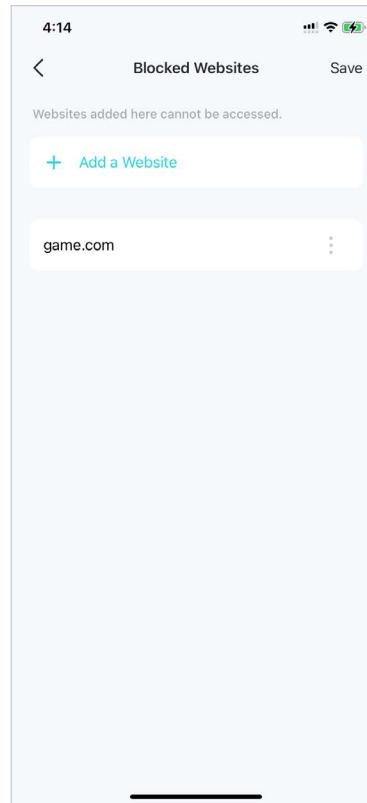 4:14
Blocked Websites
Save
Websites added here cannot be accessed.
+ Add a Website
game.com